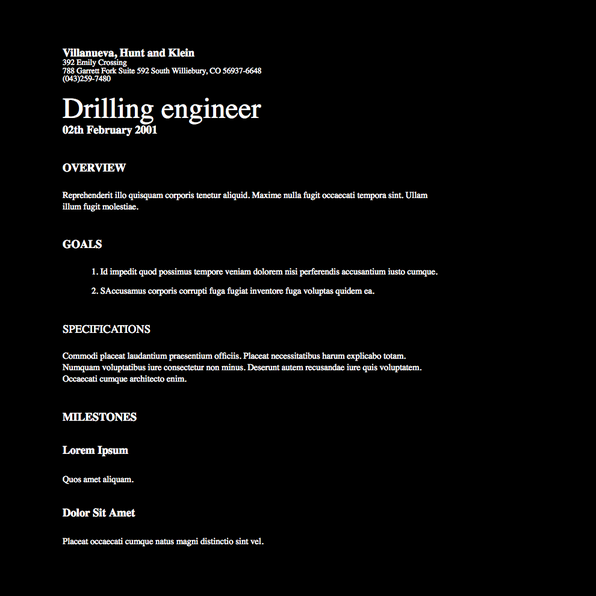 Villanueva, Hunt and Klein
392 Emily Crossing
788 Garrett Fork Suite 592 South Williebury, CO 56937-6648
(043)259-7480
Drilling engineer
02th February 2001
OVERVIEW
Reprehenderit illo quisquam corporis tenetur aliquid. Maxime nulla fugit occaecati tempora sint. Ullam
illum fugit molestiae.
GOALS
1. Id impedit quod possimus tempore veniam dolorem nisi perferendis accusantium iusto cumque.
2. SAccusamus corporis corrupti fuga fugiat inventore fuga voluptas quidem ea.
SPECIFICATIONS
Commodi placeat laudantium praesentium officiis. Placeat necessitatibus harum explicabo totam.
Numquam voluptatibus iure consectetur non minus. Deserunt autem recusandae iure quis voluptatem.
Occaecati cumque architecto enim.
MILESTONES
Lorem Ipsum
Quos amet aliquam.
Dolor Sit Amet
Placeat occaecati cumque natus magni distinctio sint vel.